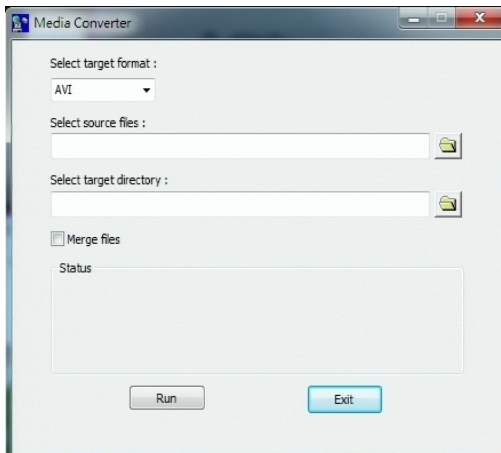 Media Converter
Select target format :
AVI
Select source files :
Select target directory :
Merge files
Status
Run
Exit